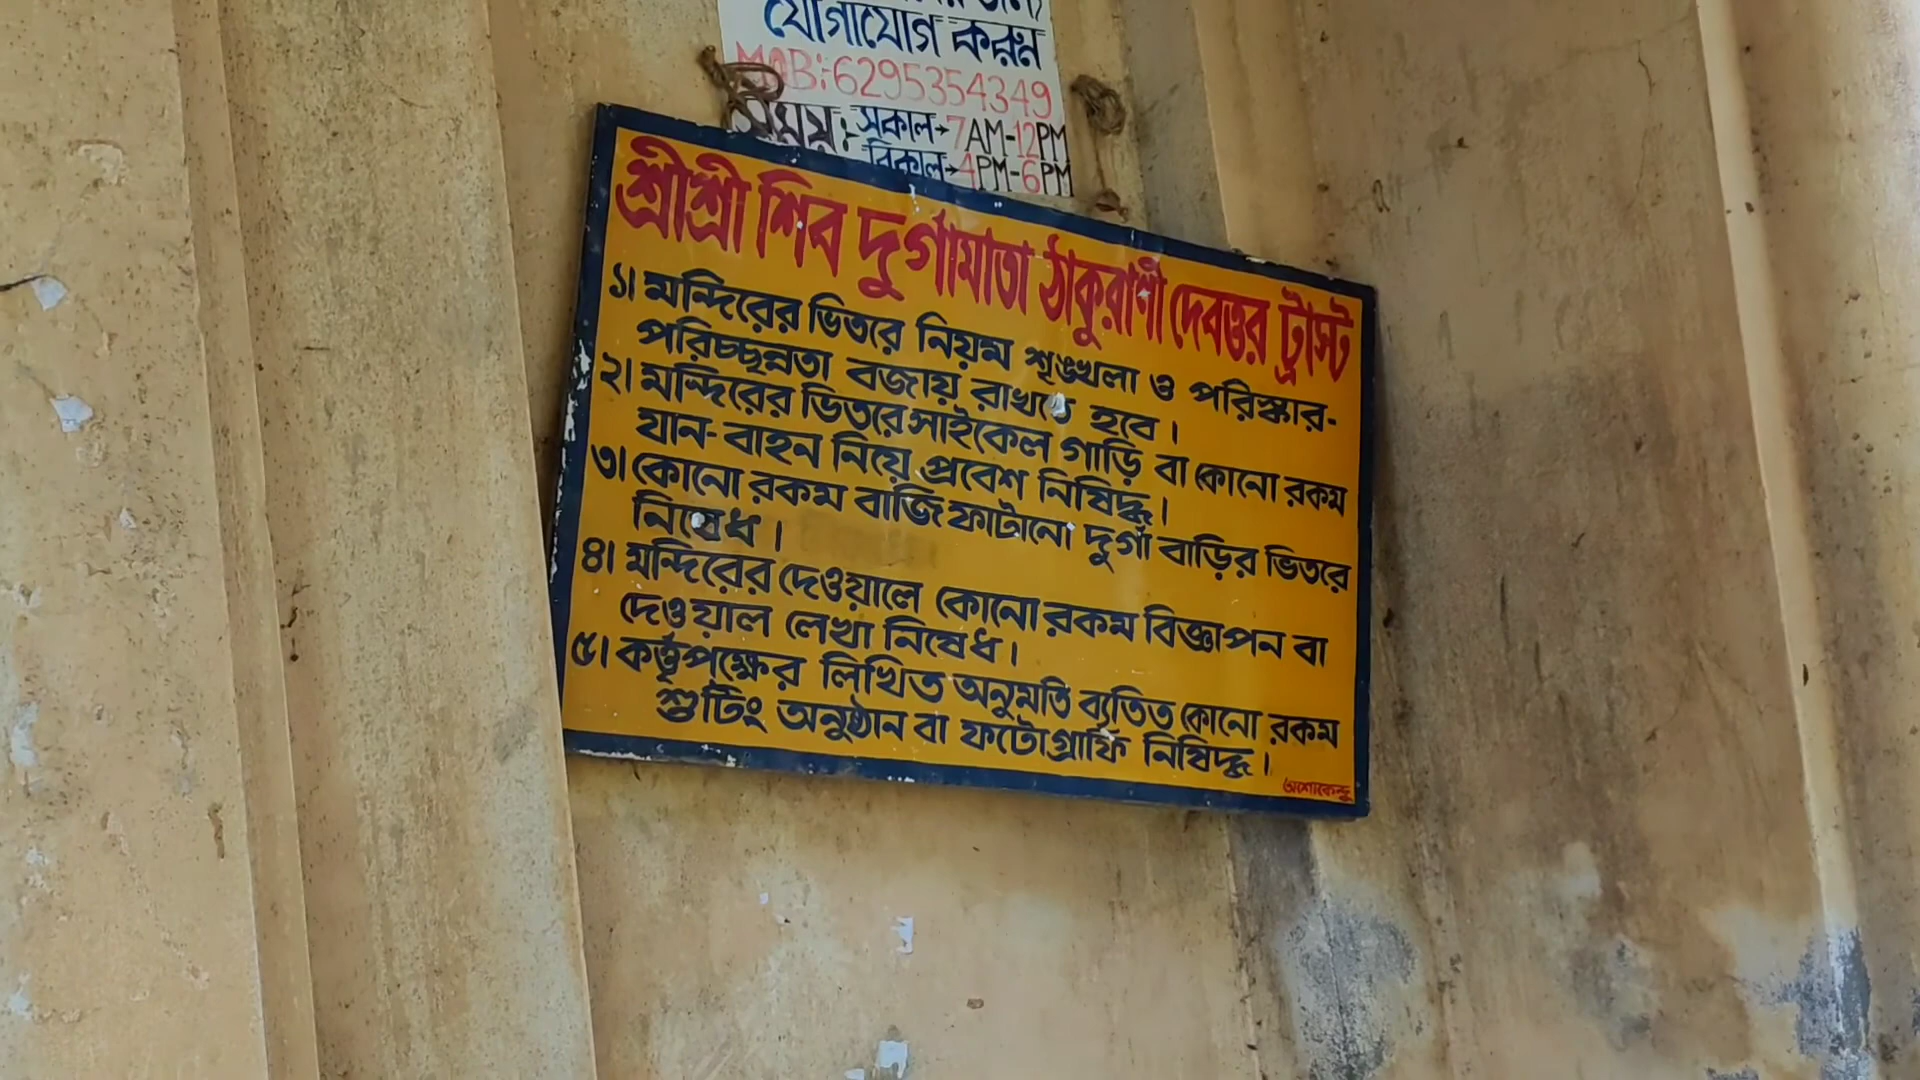 যোগাযোগ করুন
MOB:6295354349
সময়: সকাল→7AM-12PM
বিকাল→4PM-6PM
শ্রীশ্রী শিব দুর্গামাতা ঠাকুরাণী দেবত্তর ট্রাস্ট
১। মন্দিরের ভিতরে নিয়ম শৃঙ্খলা ও পরিস্কার-
পরিচ্ছন্নতা বজায় রাখতে হবে।
২। মন্দিরের ভিতরে সাইকেল গাড়ি বা কোনো রকম
যান-বাহন নিয়ে প্রবেশ নিষিদ্ধ।
৩। কোনো রকম বাজি ফাটানো দুর্গা বাড়ির ভিতরে
নিষেধ।
৪। মন্দিরের দেওয়ালে কোনো রকম বিজ্ঞাপন বা
দেওয়াল লেখা নিষেধ।
৫। কর্ত্তৃপক্ষের লিখিত অনুমতি ব্যতিত কোনো রকম
শুটিং অনুষ্ঠান বা ফটোগ্রাফি নিষিদ্ধ।
অশোকেন্দু